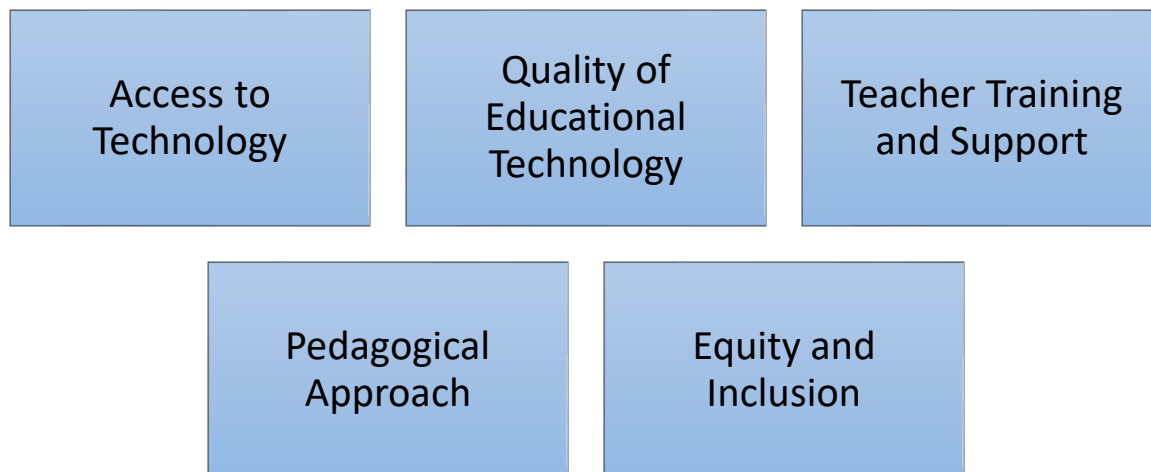 Access to
Technology
Quality of
Educational
Technology
Teacher Training
and Support
Pedagogical
Approach
Equity and
Inclusion